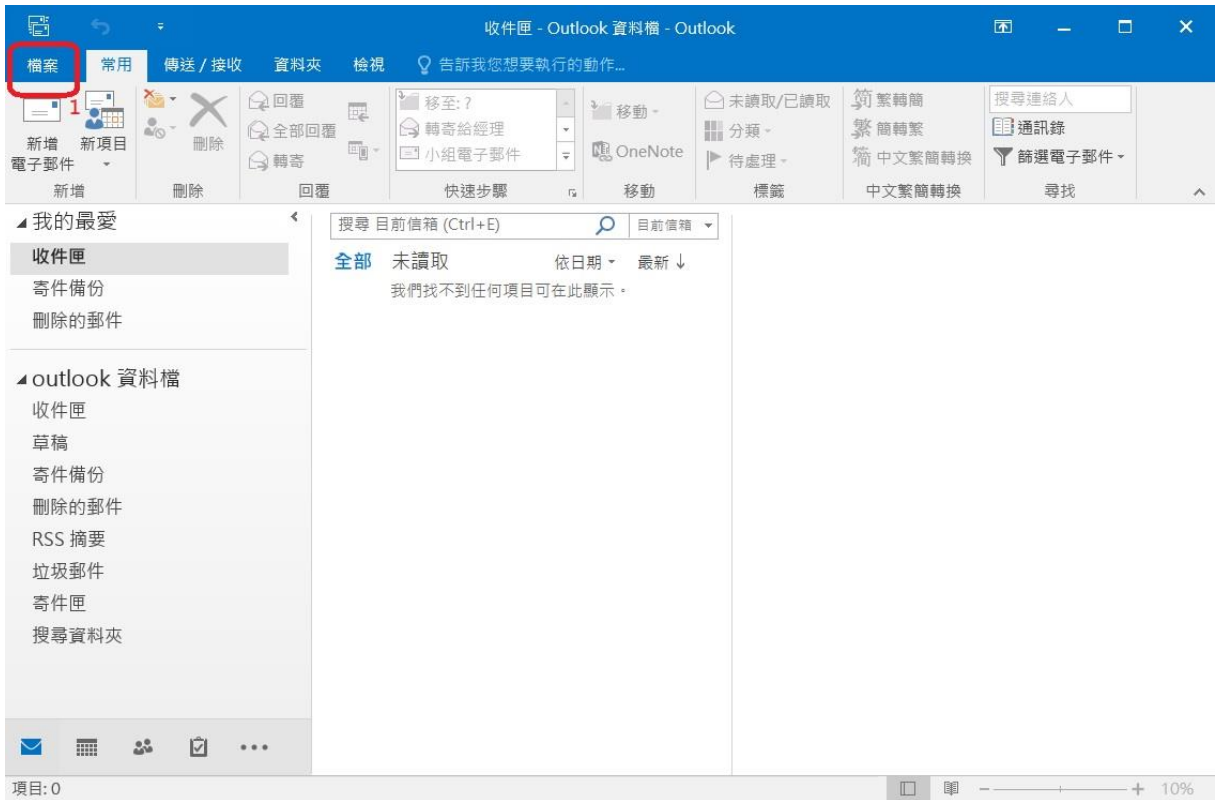 收件匣 - Outlook 資料檔 - Outlook
檔案 常用 傳送 / 接收 資料夾 檢視 告訴我您想要執行的動作...
1
新增
電子郵件
新項目
新增
刪除
刪除
回覆
全部回覆
轉寄
回覆
移至: ?
轉寄給經理
小組電子郵件
快速步驟
移動
OneNote
移動
未讀取/已讀取
分類
待處理
標籤
繁轉簡
簡轉繁
中文繁簡轉換
中文繁簡轉換
搜尋連絡人
通訊錄
篩選電子郵件
尋找
我的最愛
收件匣
寄件備份
刪除的郵件
outlook 資料檔
收件匣
草稿
寄件備份
刪除的郵件
RSS 摘要
垃圾郵件
寄件匣
搜尋資料夾
搜尋 目前信箱 (Ctrl+E) 目前信箱
全部 未讀取 依日期 最新 ↓
我們找不到任何項目可在此顯示。
項目: 0
10%